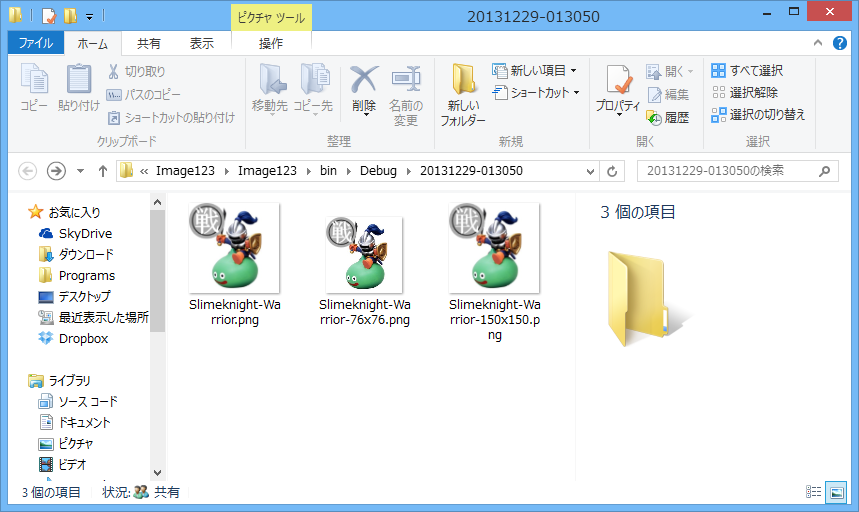 ピクチャ ツール
20131229-013050
ファイル
ホーム
共有
表示
操作
コピー
貼り付け
切り取り
パスのコピー
ショートカットの貼り付け
クリップボード
移動先
コピー先
削除
名前の
変更
整理
新しい
フォルダー
新しい項目
ショートカット
新規
プロパティ
開く
編集
履歴
開く
すべて選択
選択解除
選択の切り替え
選択
« Image123 Image123 bin Debug 20131229-013050
20131229-013050の検索
お気に入り
SkyDrive
ダウンロード
Programs
デスクトップ
最近表示した場所
Dropbox
ライブラリ
ソース コード
ドキュメント
ピクチャ
ビデオ
戦
Slimeknight-Wa
rrior.png
戦
Slimeknight-Wa
rrior-76x76.png
戦
Slimeknight-Wa
rrior-150x150.p
ng
3 個の項目
3 個の項目
状況:
共有